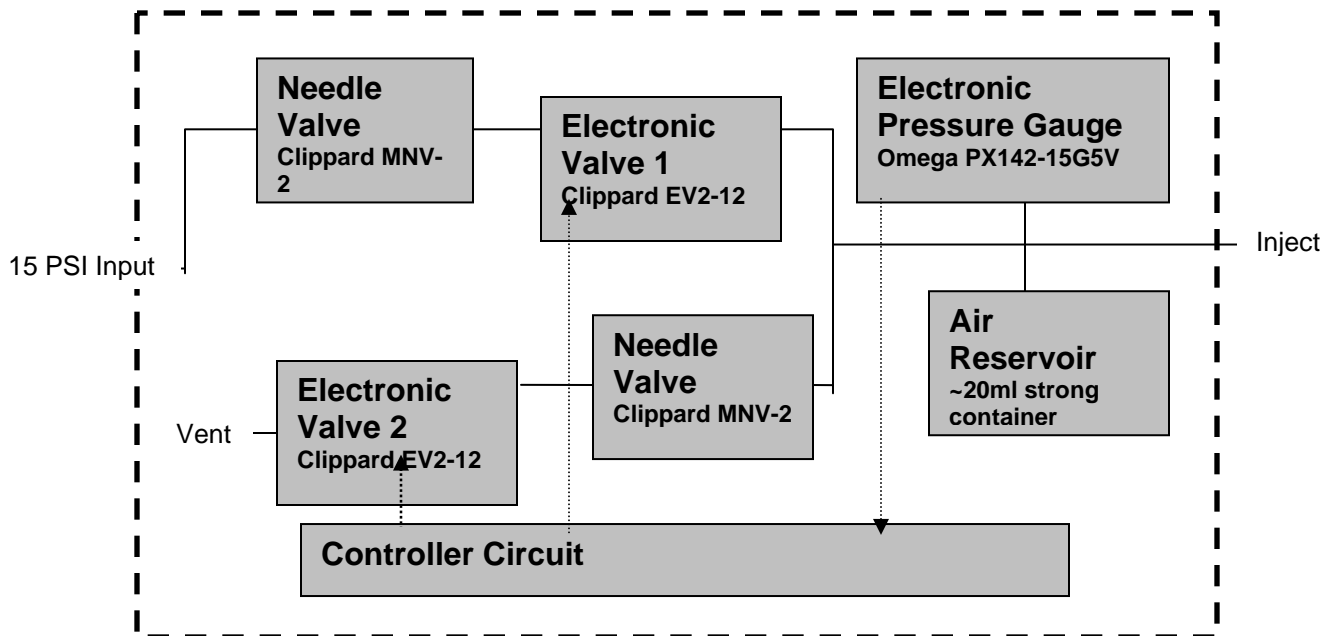 Needle
Valve
Clippard MNV-
2
Electronic
Valve 1
Clippard EV2-12
Electronic
Pressure Gauge
Omega PX142-15G5V
15 PSI Input
Inject
Needle
Valve
Clippard MNV-2
Air
Reservoir
~20ml strong
container
Vent
Electronic
Valve 2
Clippard EV2-12
Controller Circuit